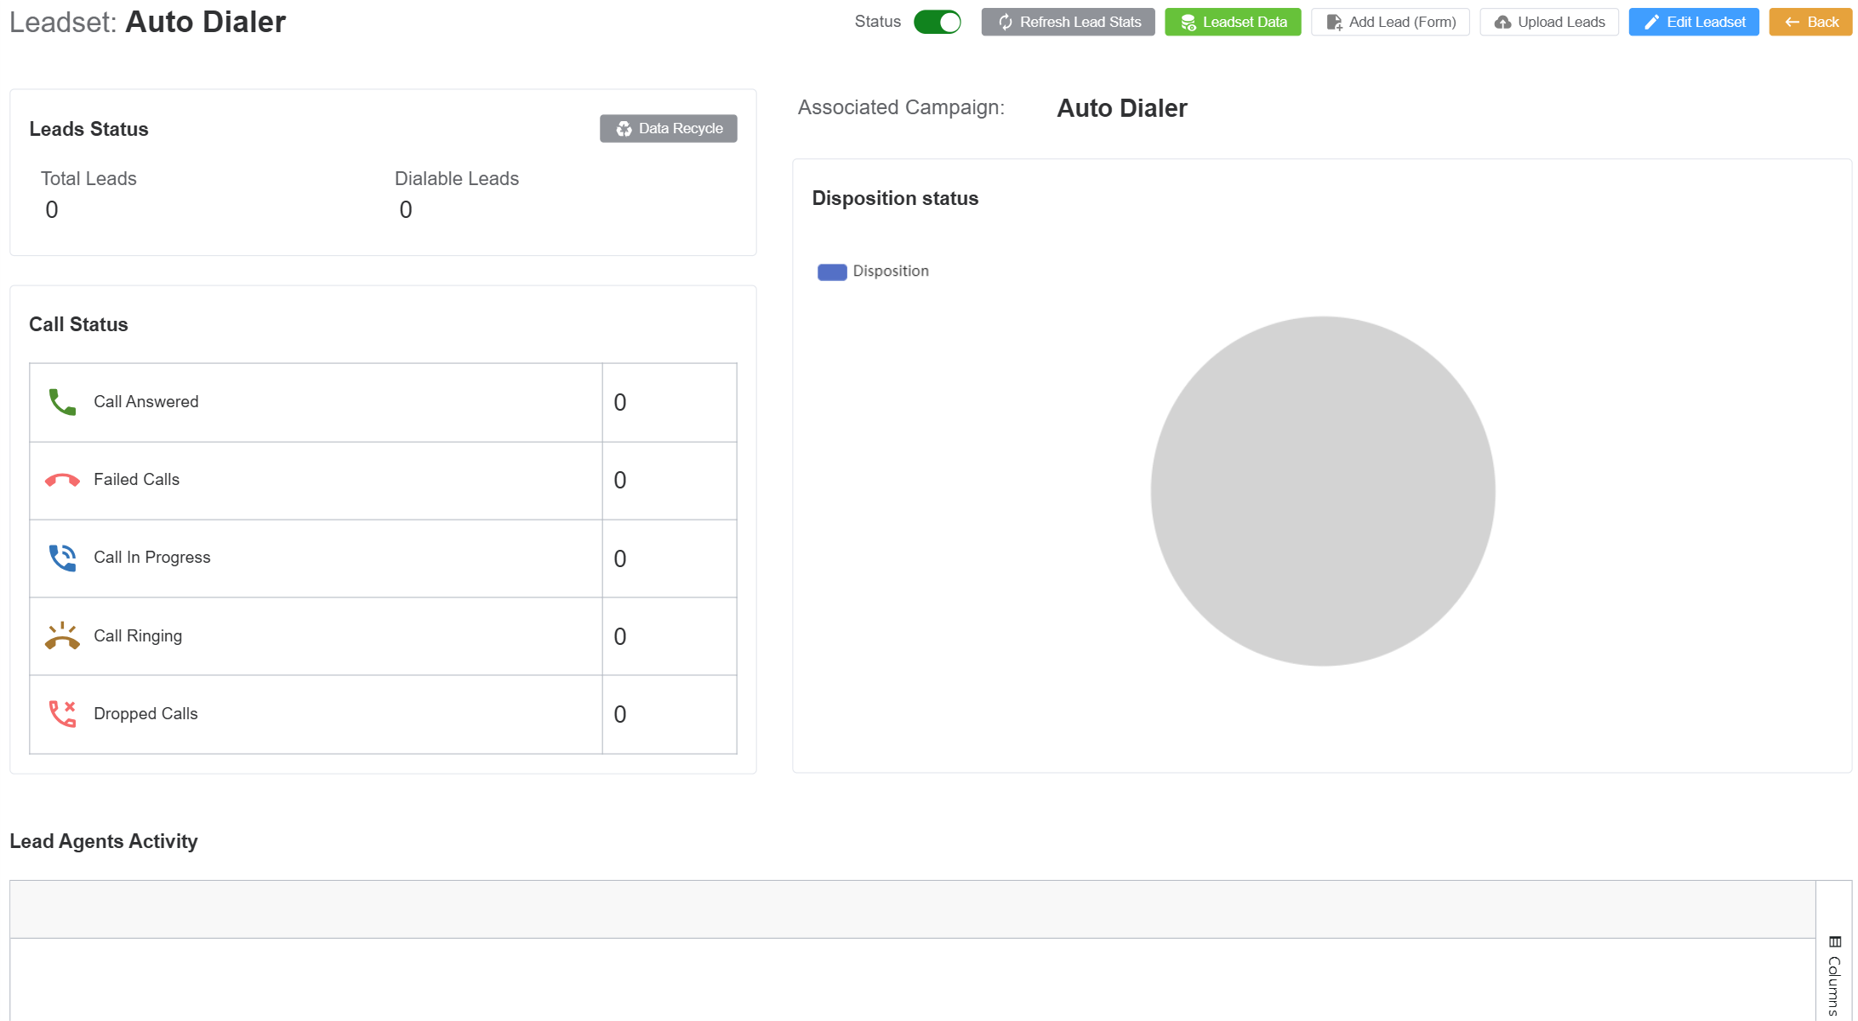 Leadset: Auto Dialer
Status
Refresh Lead Stats
Leadset Data
Add Lead (Form)
Upload Leads
Edit Leadset
Back
Leads Status
Data Recycle
Total Leads
Dialable Leads
0
0
Associated Campaign: Auto Dialer
Disposition status
Disposition
Call Status
Call Answered 0
Failed Calls 0
Call In Progress 0
Call Ringing 0
Dropped Calls 0
Lead Agents Activity
Columns